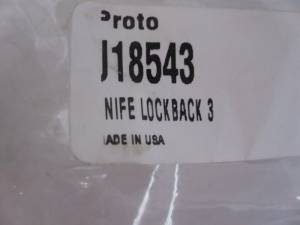 Proto
J18543
NIFE LOCKBACK 3
ADE IN USA